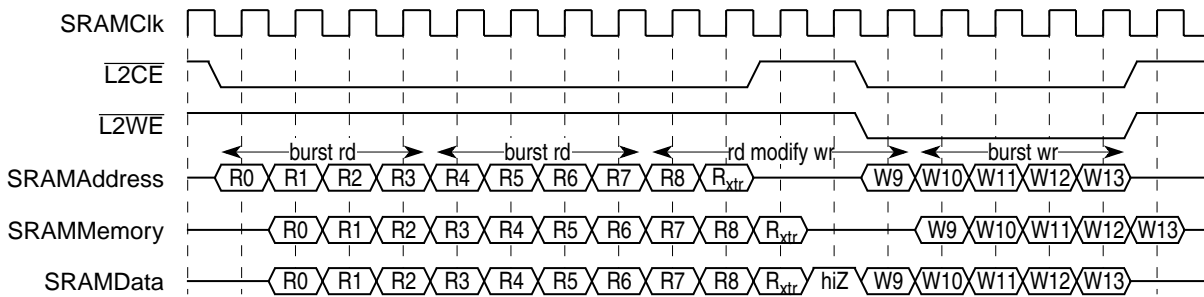 SRAMClk
L2CE
L2WE
burst rd burst rd rd modify wr burst wr
SRAMAddress R0 R1 R2 R3 R4 R5 R6 R7 R8 Rxtr W9 W10 W11 W12 W13
SRAMMemory R0 R1 R2 R3 R4 R5 R6 R7 R8 Rxtr W9 W10 W11 W12 W13
SRAMData R0 R1 R2 R3 R4 R5 R6 R7 R8 Rxtr hiZ W9 W10 W11 W12 W13